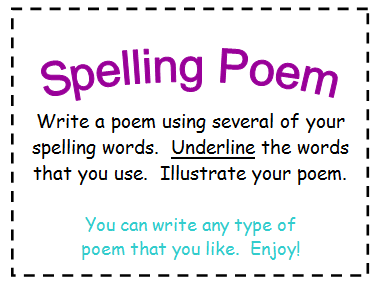 Spelling Poem
Write a poem using several of your
spelling words. Underline the words
that you use. Illustrate your poem.
You can write any type of
poem that you like. Enjoy!